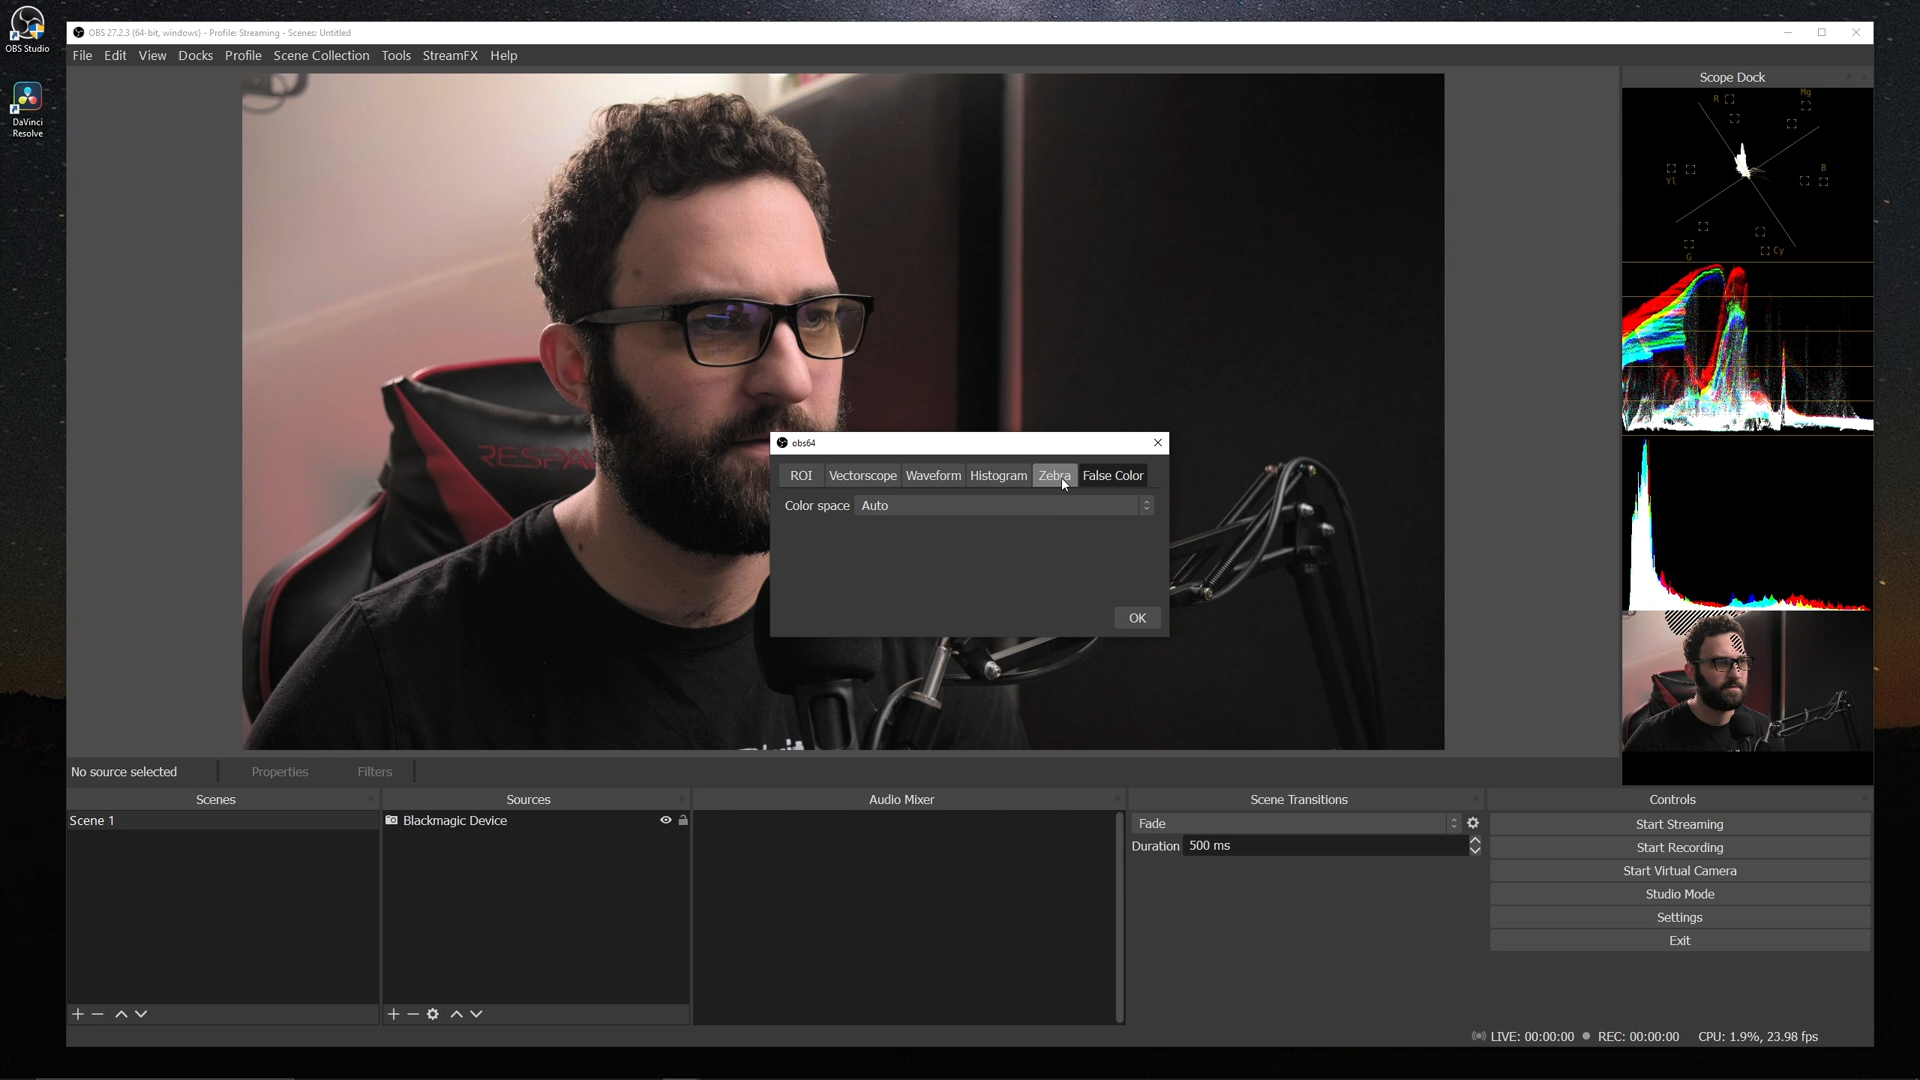 OBS Studio
DaVinci
Resolve
OBS 27.2.3 (64-bit, windows) - Profile: Streaming - Scenes: Untitled
File Edit View Docks Profile Scene Collection Tools StreamFX Help
Scope Dock
R
Mg
Yl
B
G
Cy
RESPAW
obs64
ROI Vectorscope Waveform Histogram Zebra False Color
Color space Auto
OK
No source selected Properties Filters
Scenes Sources Audio Mixer Scene Transitions Controls
Scene 1
Blackmagic Device
Fade
Duration 500 ms
Start Streaming
Start Recording
Start Virtual Camera
Studio Mode
Settings
Exit
LIVE: 00:00:00 REC: 00:00:00 CPU: 1.9%, 23.98 fps